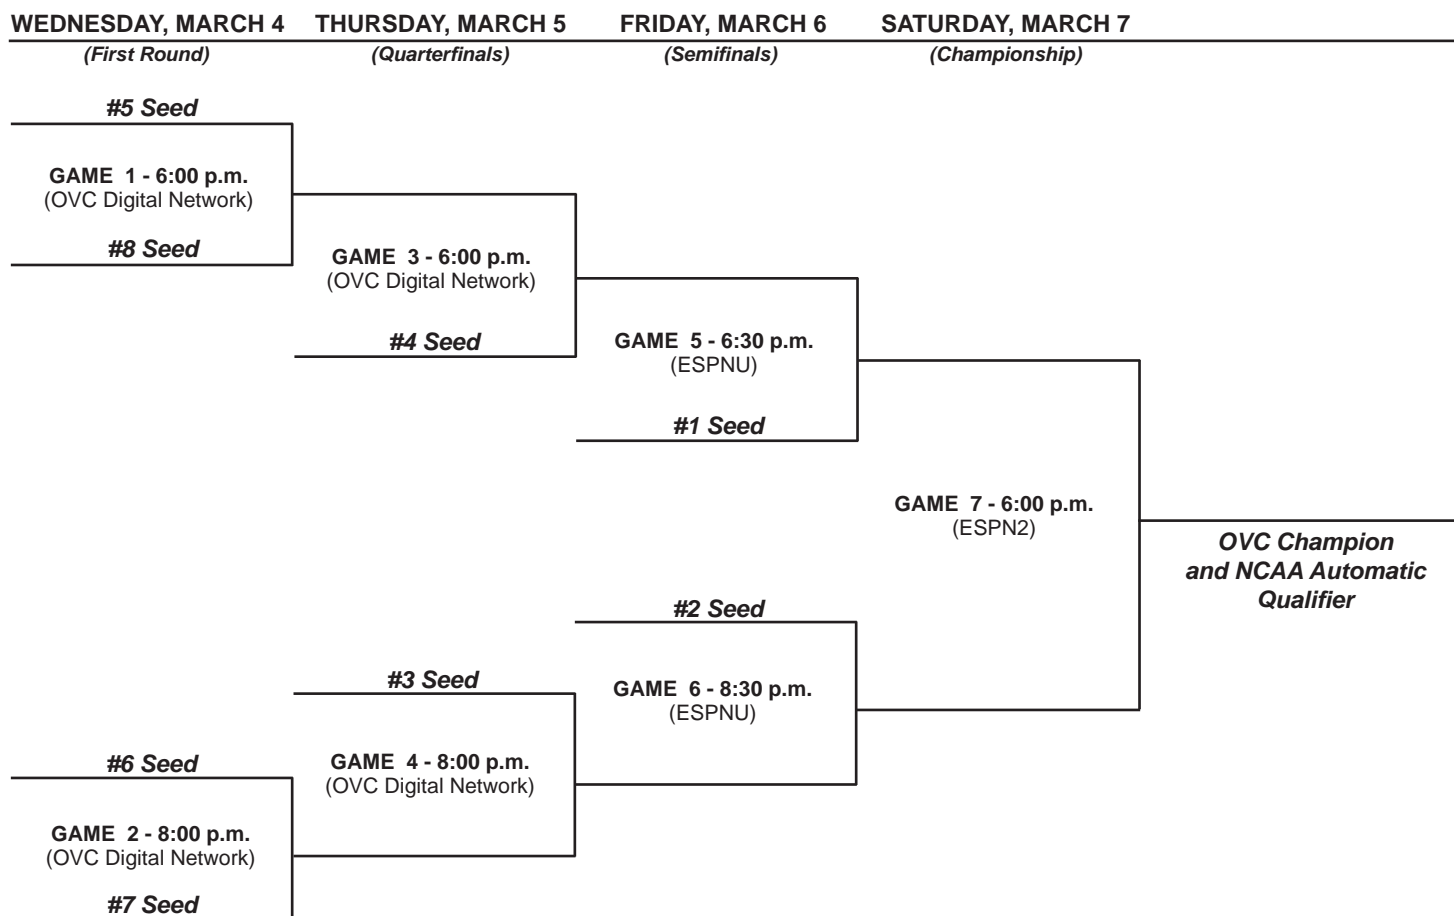 WEDNESDAY, MARCH 4
(First Round)
THURSDAY, MARCH 5
(Quarterfinals)
FRIDAY, MARCH 6
(Semifinals)
SATURDAY, MARCH 7
(Championship)
#5 Seed
GAME 1 - 6:00 p.m.
(OVC Digital Network)
#8 Seed
GAME 3 - 6:00 p.m.
(OVC Digital Network)
#4 Seed
GAME 5 - 6:30 p.m.
(ESPNU)
#1 Seed
GAME 7 - 6:00 p.m.
(ESPN2)
OVC Champion
and NCAA Automatic
Qualifier
#2 Seed
GAME 6 - 8:30 p.m.
(ESPNU)
#3 Seed
GAME 4 - 8:00 p.m.
(OVC Digital Network)
#6 Seed
GAME 2 - 8:00 p.m.
(OVC Digital Network)
#7 Seed